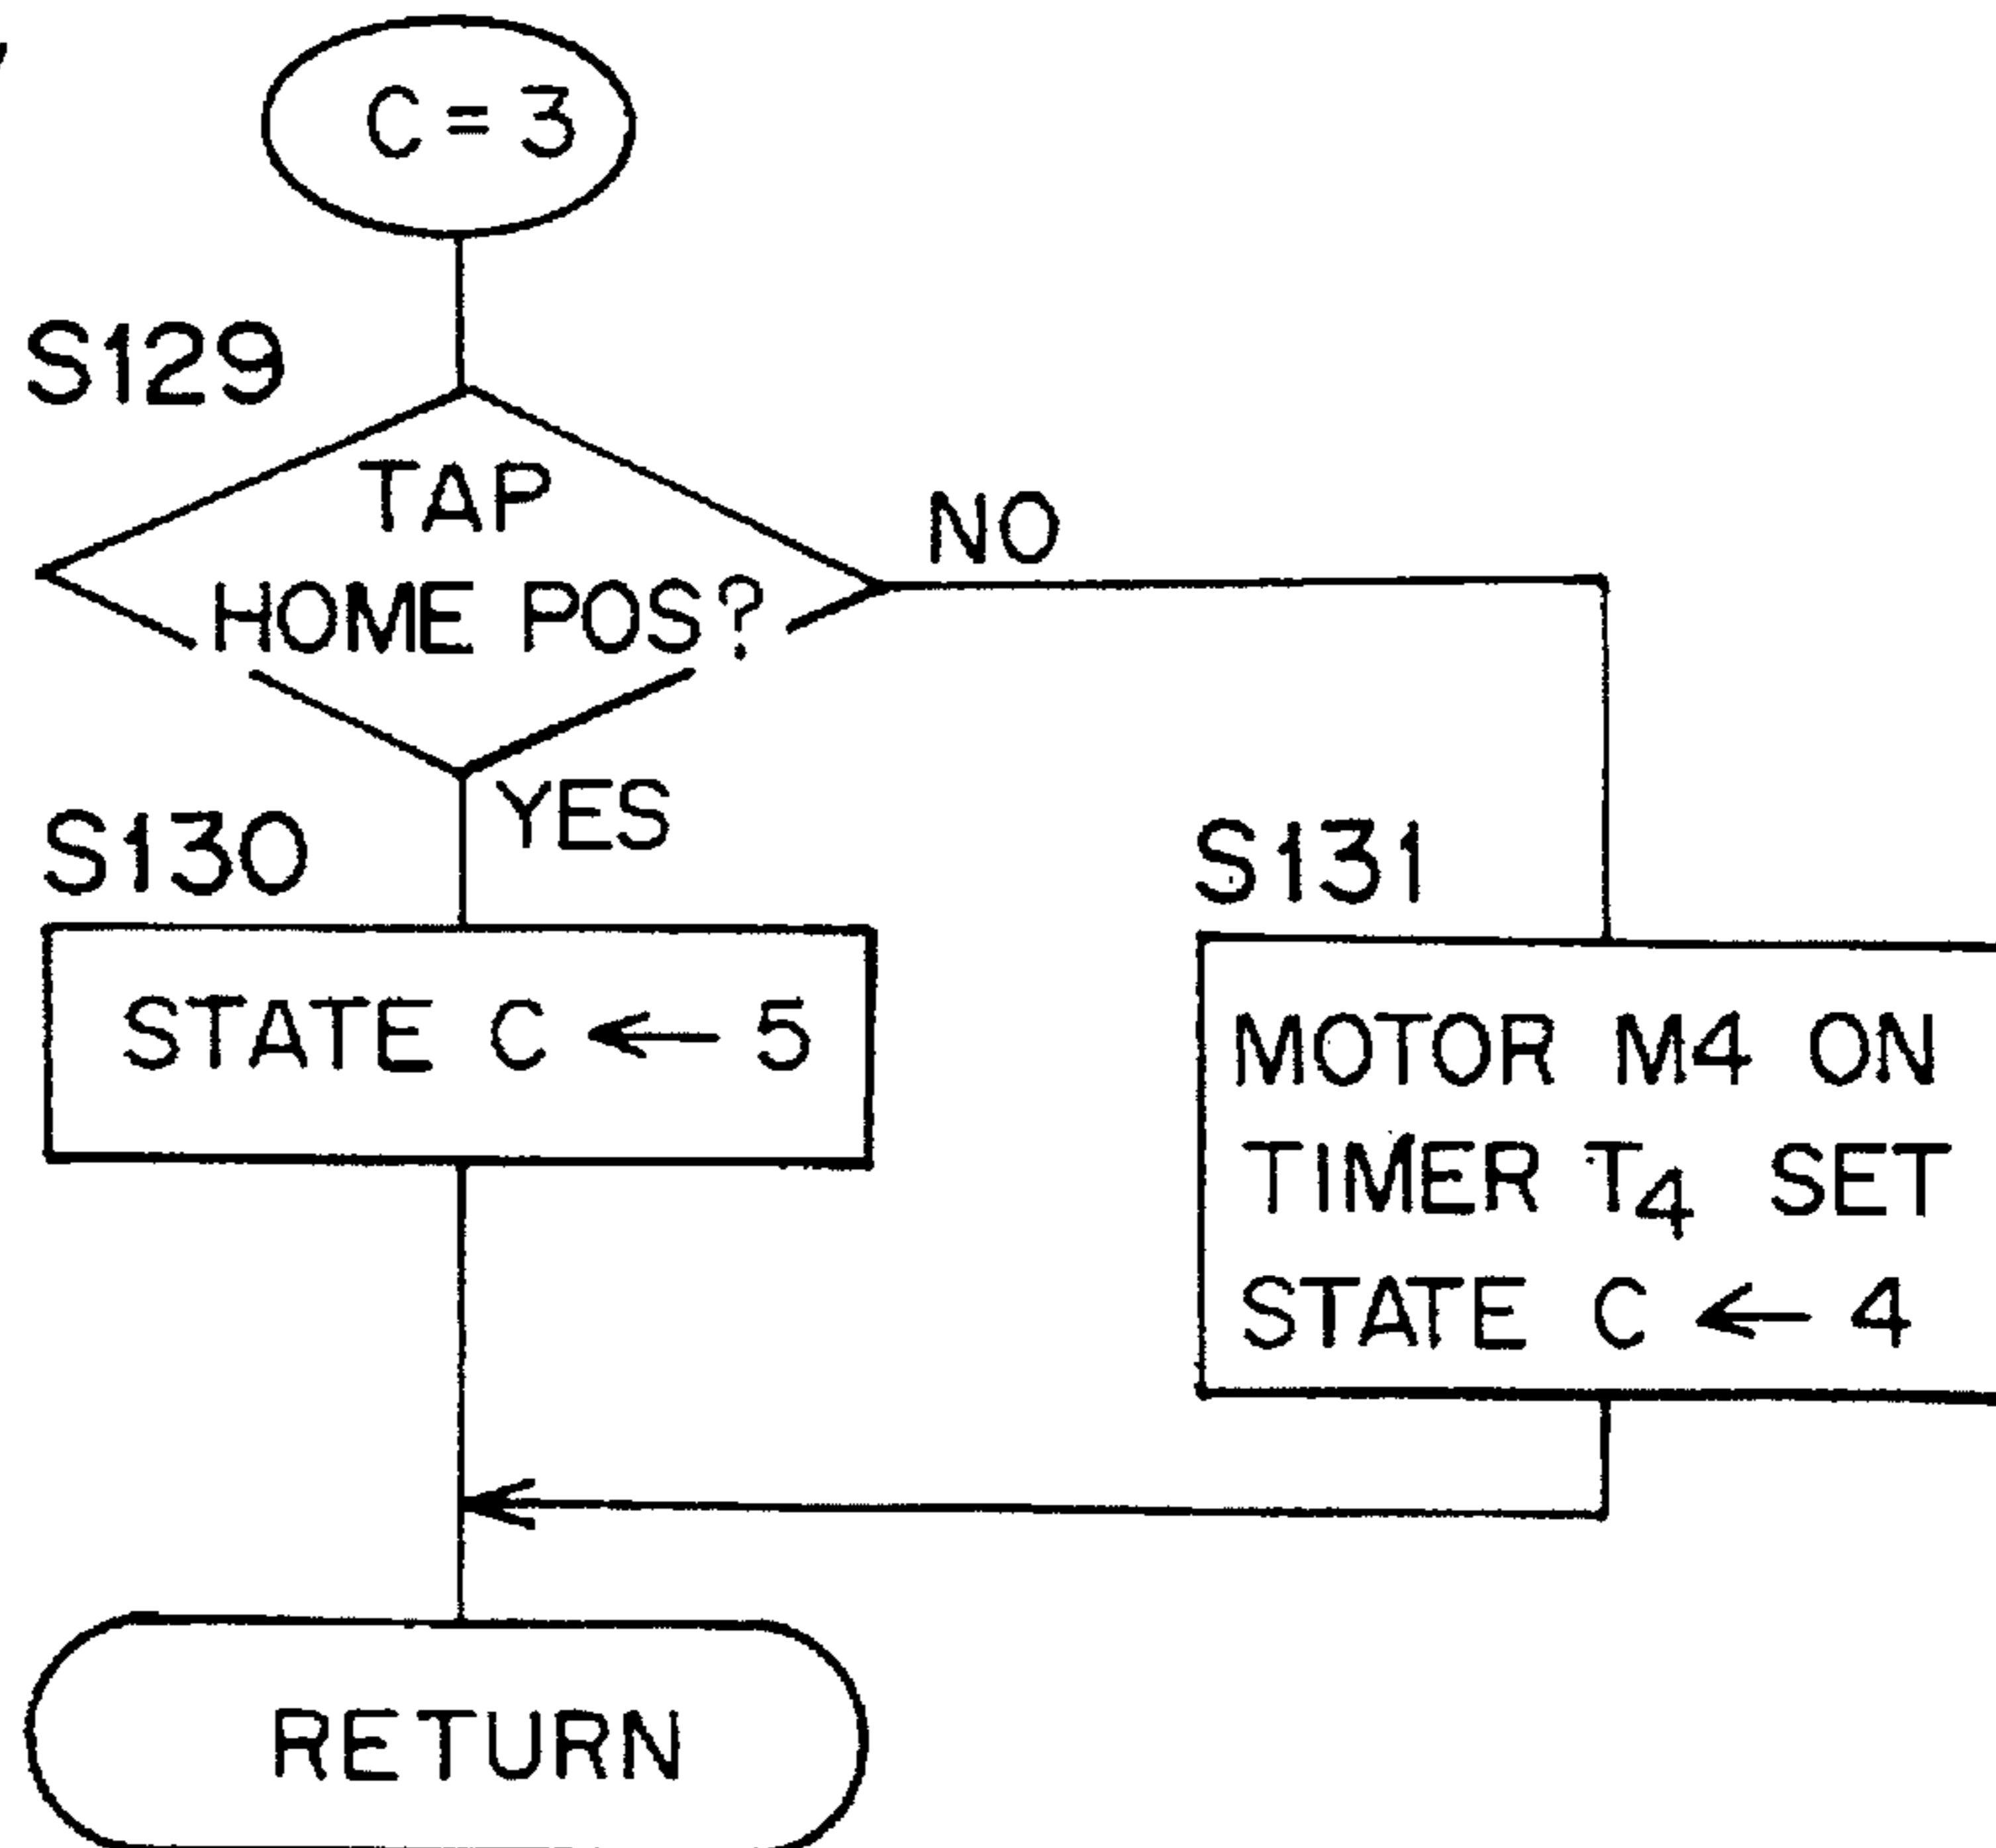 C = 3
S129
TAP
HOME POS?
NO
YES
S130
STATE C ← 5
S131
MOTOR M4 ON
TIMER T₄ SET
STATE C ← 4
RETURN